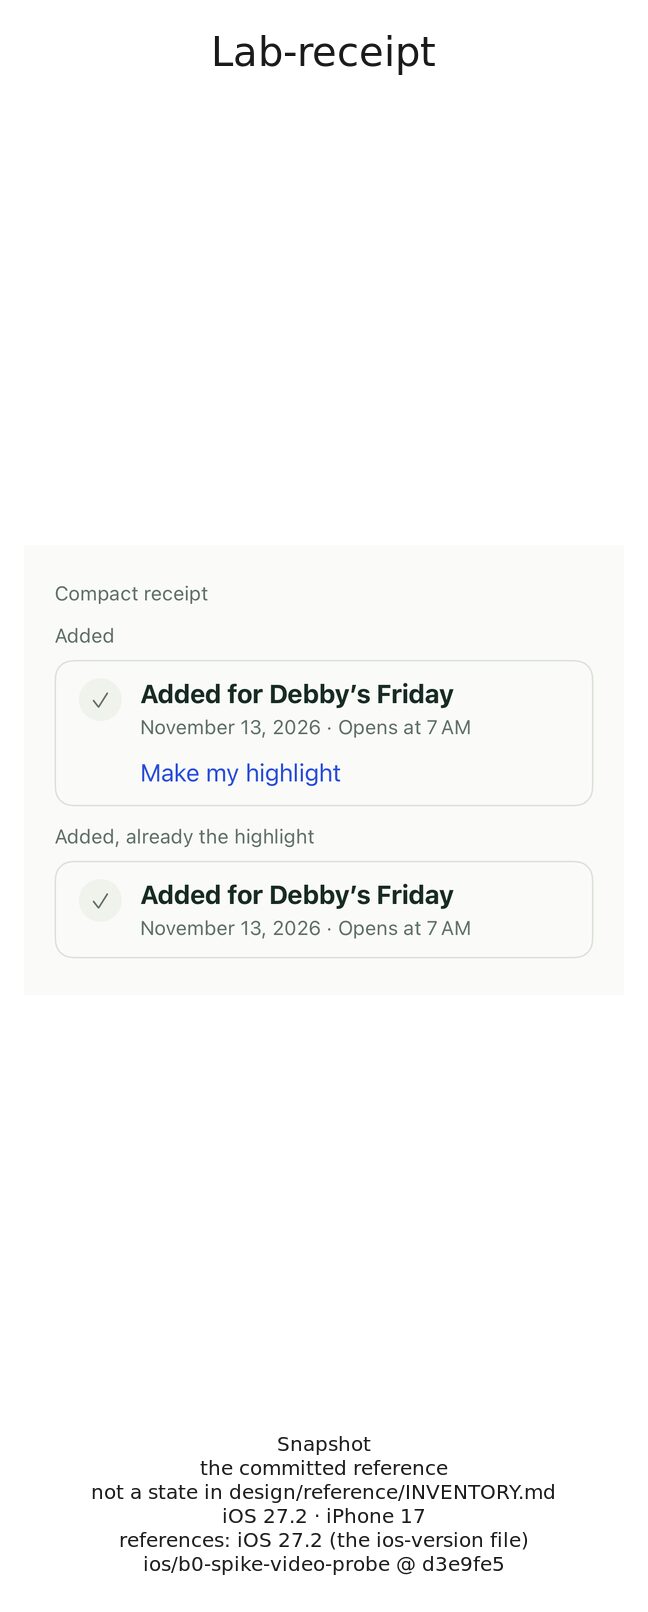 Lab-receipt
Compact receipt
Added
Added for Debby’s Friday
November 13, 2026 · Opens at 7 AM
Make my highlight
Added, already the highlight
Added for Debby’s Friday
November 13, 2026 · Opens at 7 AM
Snapshot
the committed reference
not a state in design/reference/INVENTORY.md
iOS 27.2 · iPhone 17
references: iOS 27.2 (the ios-version file)
ios/b0-spike-video-probe @ d3e9fe5